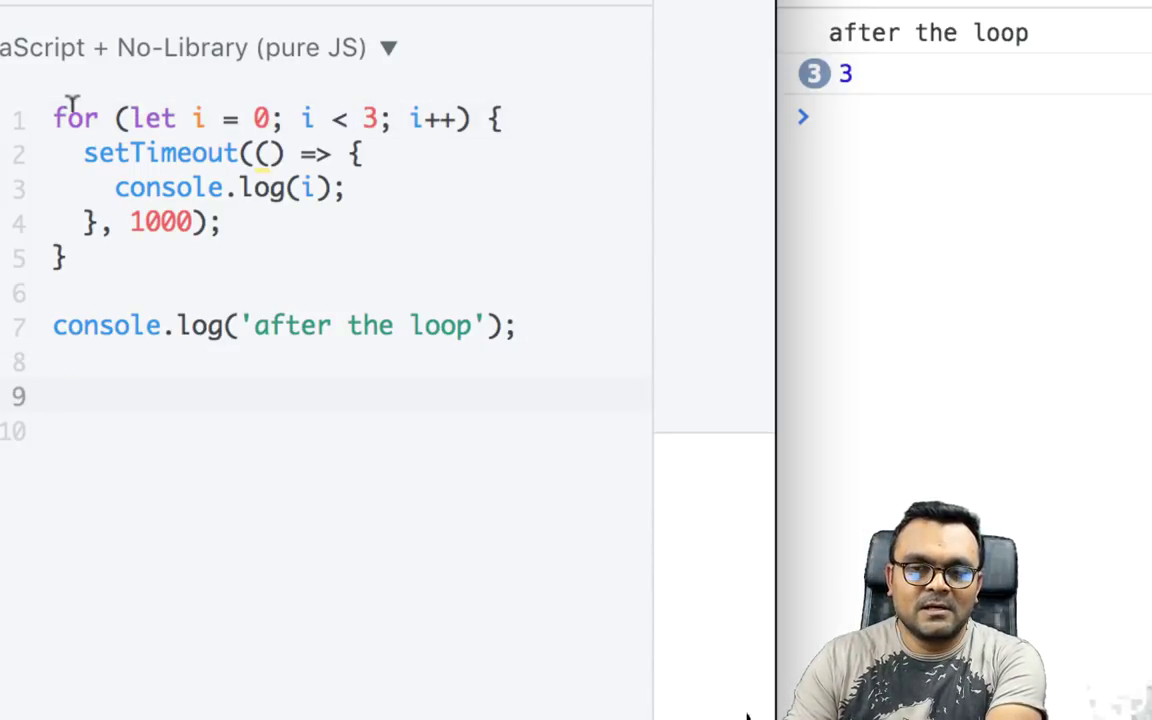 aScript + No-Library (pure JS) ▼
1 for (let i = 0; i < 3; i++) {
2 setTimeout(() => {
3 console.log(i);
4 }, 1000);
5 }
6
7 console.log('after the loop');
8
9
10
after the loop
3 3
>